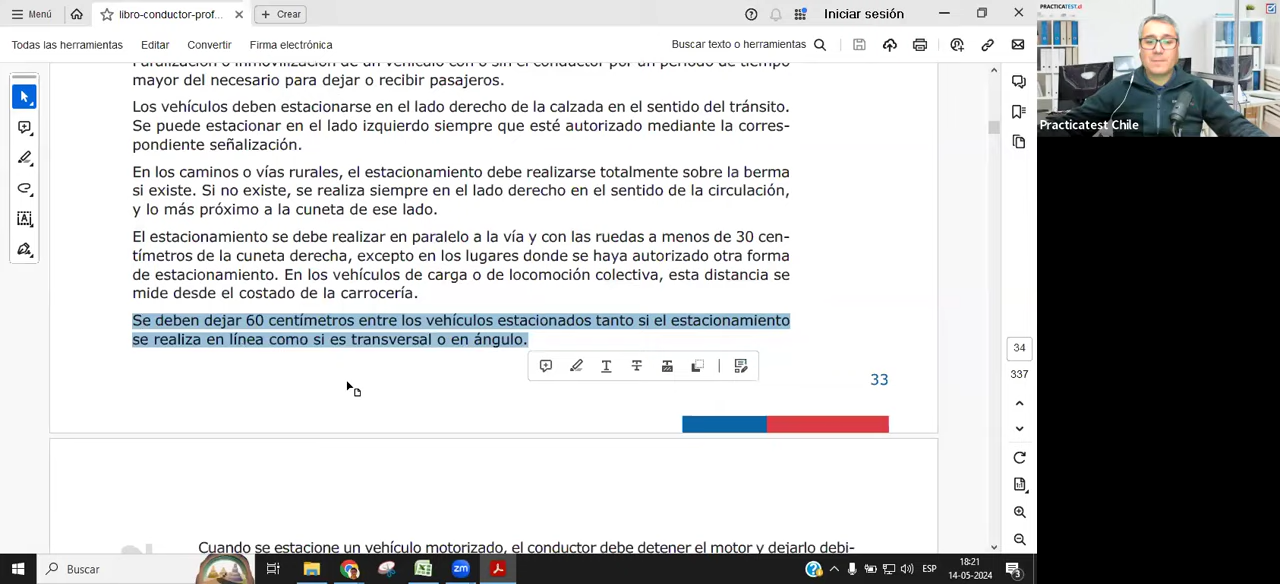 Menú
libro-conductor-prof...
Crear
Iniciar sesión
PRACTICATEST.cl
Todas las herramientas
Editar
Convertir
Firma electrónica
Buscar texto o herramientas
mayor del necesario para dejar o recibir pasajeros.
Los vehículos deben estacionarse en el lado derecho de la calzada en el sentido del tránsito.
Se puede estacionar en el lado izquierdo siempre que esté autorizado mediante la corres-
pondiente señalización.
En los caminos o vías rurales, el estacionamiento debe realizarse totalmente sobre la berma
si existe. Si no existe, se realiza siempre en el lado derecho en el sentido de la circulación,
y lo más próximo a la cuneta de ese lado.
El estacionamiento se debe realizar en paralelo a la vía y con las ruedas a menos de 30 cen-
tímetros de la cuneta derecha, excepto en los lugares donde se haya autorizado otra forma
de estacionamiento. En los vehículos de carga o de locomoción colectiva, esta distancia se
mide desde el costado de la carrocería.
Se deben dejar 60 centímetros entre los vehículos estacionados tanto si el estacionamiento
se realiza en línea como si es transversal o en ángulo.
33
34
337
Practicatest Chile
Cuando se estacione un vehículo motorizado, el conductor debe detener el motor y dejarlo debi-
Buscar
ESP
18:21
14-05-2024